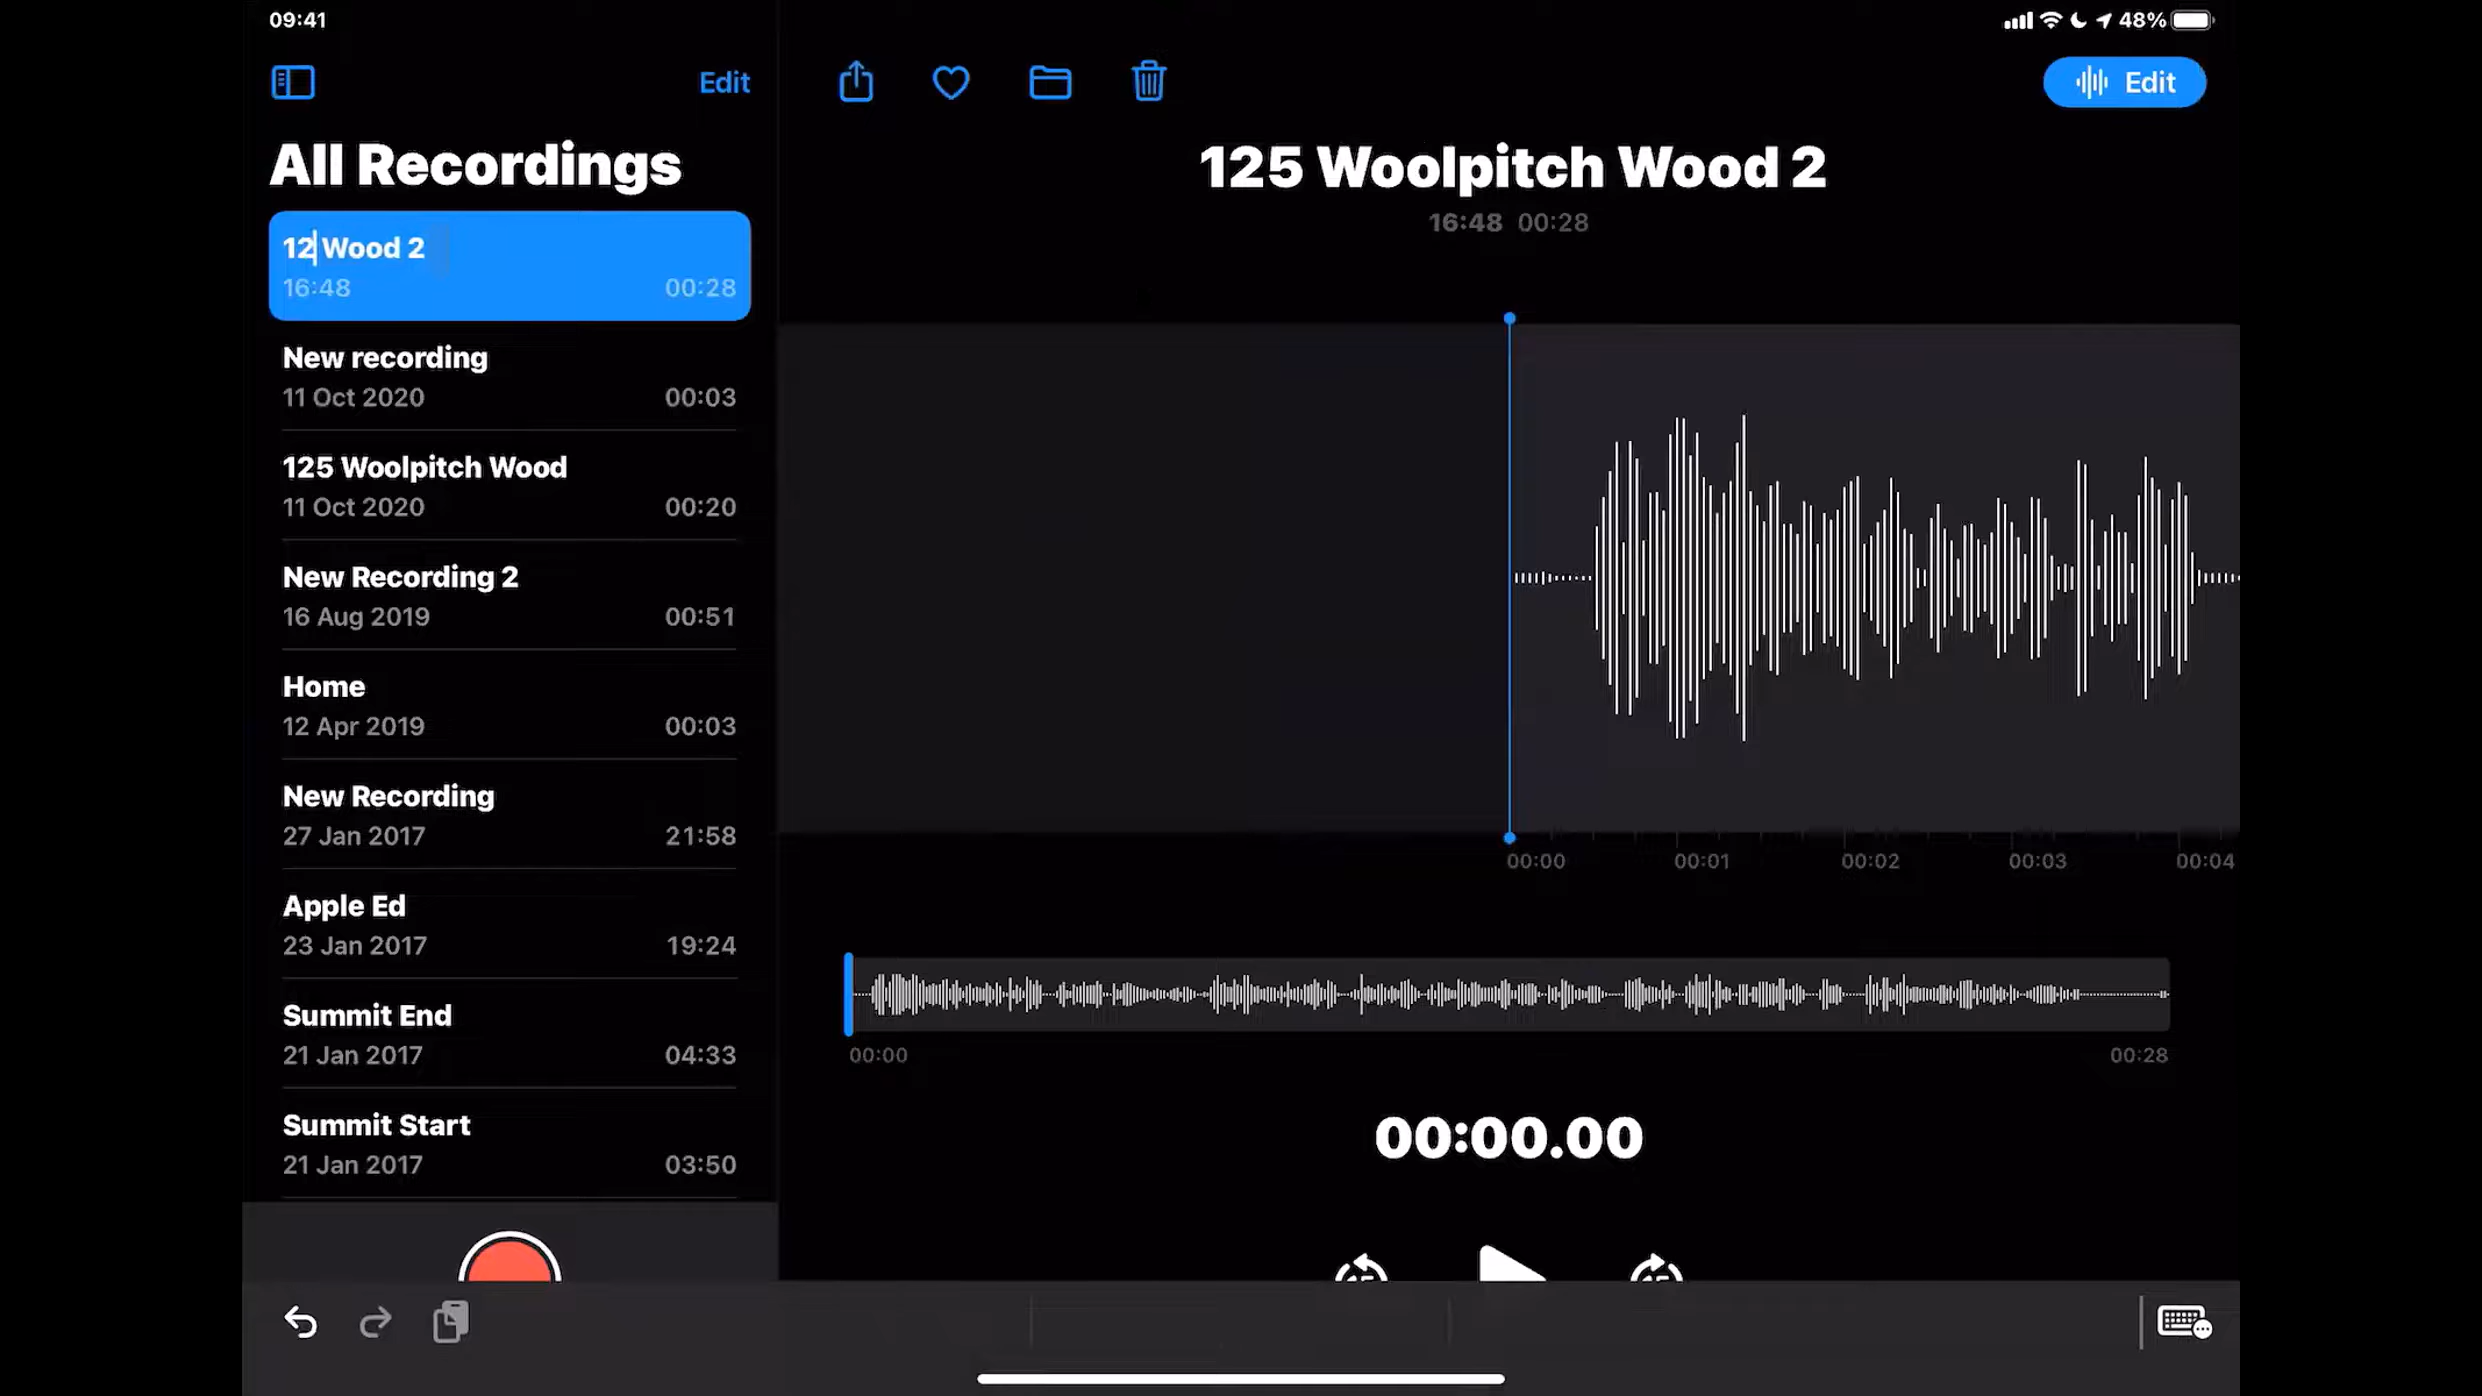 09:41
48%
Edit
Edit
All Recordings
125 Woolpitch Wood 2
16:48 00:28
12 Wood 2
16:48 00:28
New recording
11 Oct 2020 00:03
125 Woolpitch Wood
11 Oct 2020 00:20
New Recording 2
16 Aug 2019 00:51
Home
12 Apr 2019 00:03
New Recording
27 Jan 2017 21:58
Apple Ed
23 Jan 2017 19:24
Summit End
21 Jan 2017 04:33
Summit Start
21 Jan 2017 03:50
00:00 00:01 00:02 00:03 00:04
00:00 00:28
00:00.00